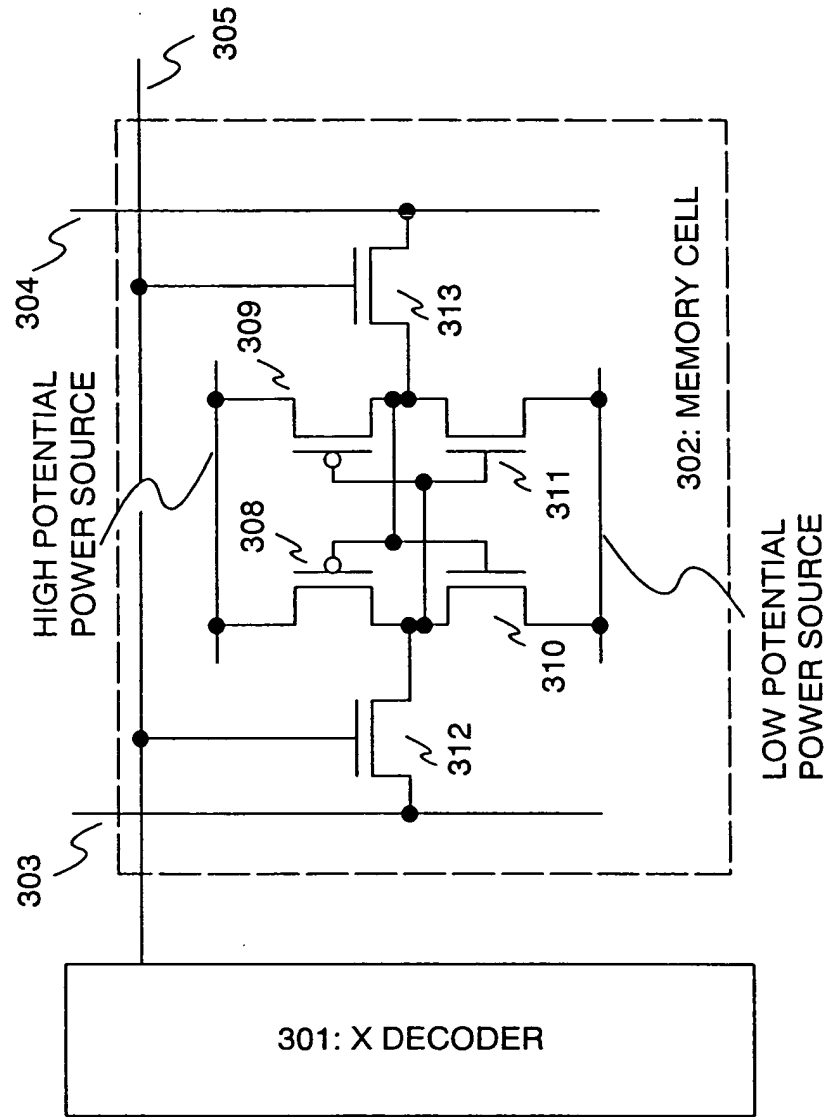 301: X DECODER
303
304
305
HIGH POTENTIAL
POWER SOURCE
308
309
312
313
310
311
302: MEMORY CELL
LOW POTENTIAL
POWER SOURCE